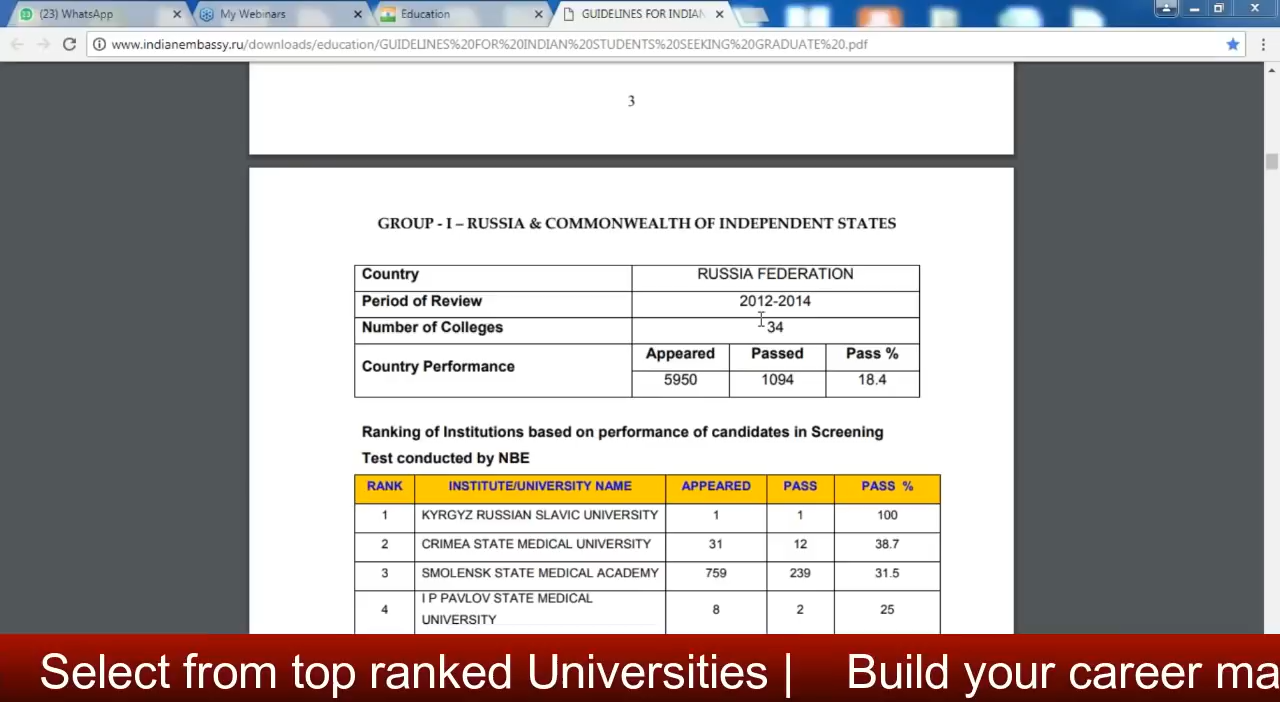 (23) WhatsApp
My Webinars
Education
GUIDELINES FOR INDIAN
www.indianembassy.ru/downloads/education/GUIDELINES%20FOR%20INDIAN%20STUDENTS%20SEEKING%20GRADUATE%20.pdf
3
GROUP - I – RUSSIA & COMMONWEALTH OF INDEPENDENT STATES
Country RUSSIA FEDERATION
Period of Review 2012-2014
Number of Colleges 34
Country Performance
Appeared Passed Pass %
5950 1094 18.4
Ranking of Institutions based on performance of candidates in Screening
Test conducted by NBE
RANK INSTITUTE/UNIVERSITY NAME APPEARED PASS PASS %
1 KYRGYZ RUSSIAN SLAVIC UNIVERSITY 1 1 100
2 CRIMEA STATE MEDICAL UNIVERSITY 31 12 38.7
3 SMOLENSK STATE MEDICAL ACADEMY 759 239 31.5
4 I P PAVLOV STATE MEDICAL
UNIVERSITY 8 2 25
Select from top ranked Universities | Build your career ma